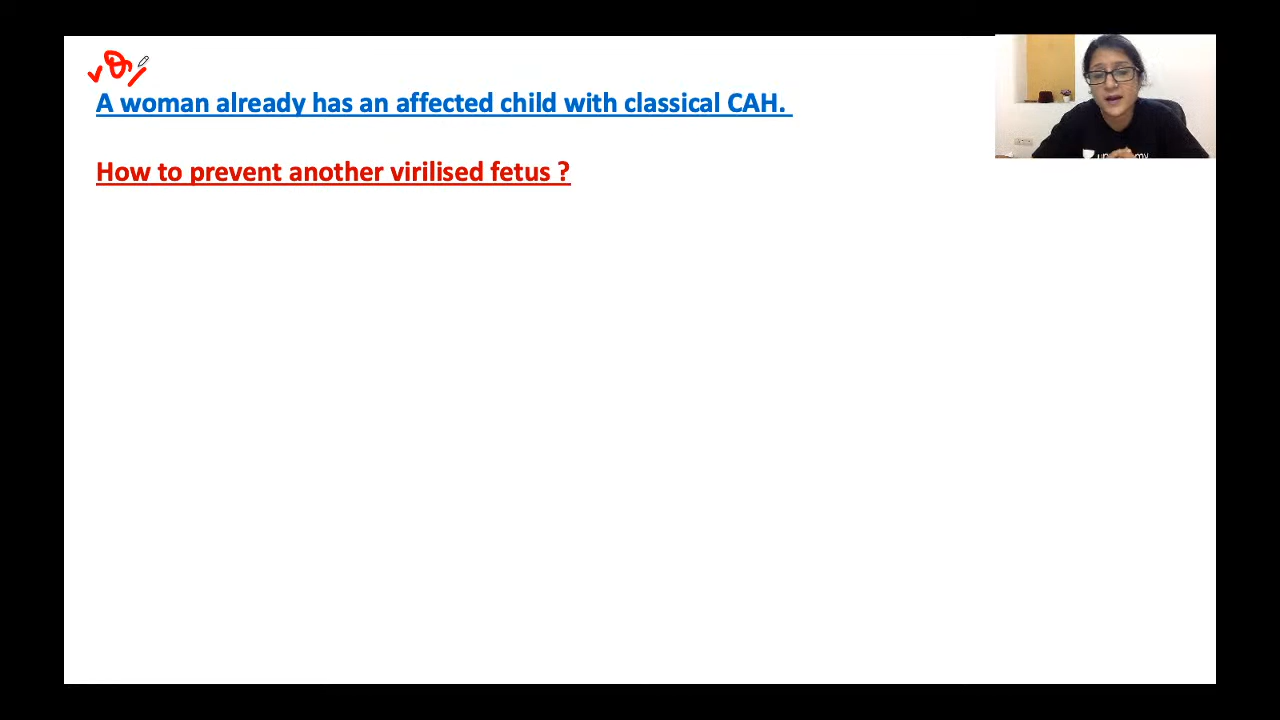 A woman already has an affected child with classical CAH.
How to prevent another virilised fetus ?